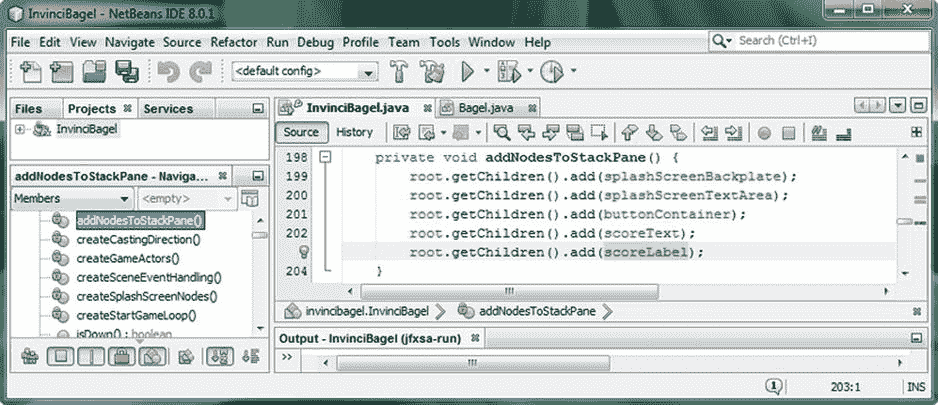 InvinciBagel - NetBeans IDE 8.0.1
File Edit View Navigate Source Refactor Run Debug Profile Team Tools Window Help
Search (Ctrl+I)
<default config>
Files Projects Services
InvinciBagel
addNodesToStackPane - Naviga...
Members <empty>
addNodesToStackPane()
createCastingDirection()
createGameActors()
createSceneEventHandling()
createSplashScreenNodes()
createStartGameLoop()
isDown() : boolean
InvinciBagel.java Bagel.java
Source History
198 private void addNodesToStackPane() {
199 root.getChildren().add(splashScreenBackplate);
200 root.getChildren().add(splashScreenTextArea);
201 root.getChildren().add(buttonContainer);
202 root.getChildren().add(scoreText);
root.getChildren().add(scoreLabel);
204 }
invincibagel.InvinciBagel addNodesToStackPane
Output - InvinciBagel (jfxsa-run)
>>
203:1 INS